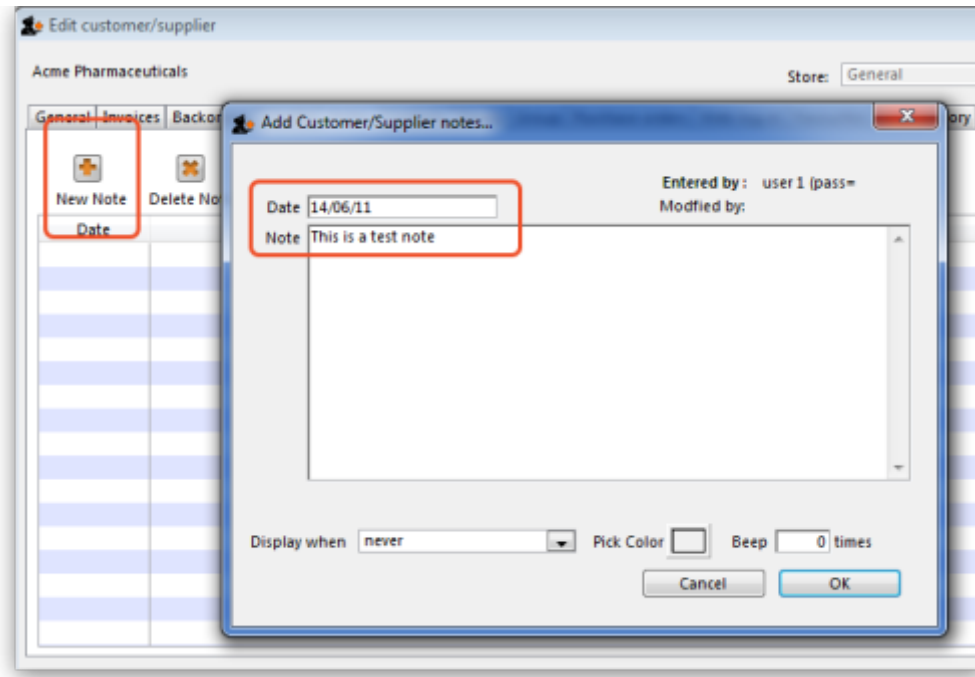 Edit customer/supplier
Acme Pharmaceuticals
Store: General
General Invoices Backor
ory
Add Customer/Supplier notes...
New Note Delete No
Date
Entered by: user 1 (pass=
Modfied by:
Date 14/06/11
Note This is a test note
Display when never Pick Color Beep 0 times
Cancel OK